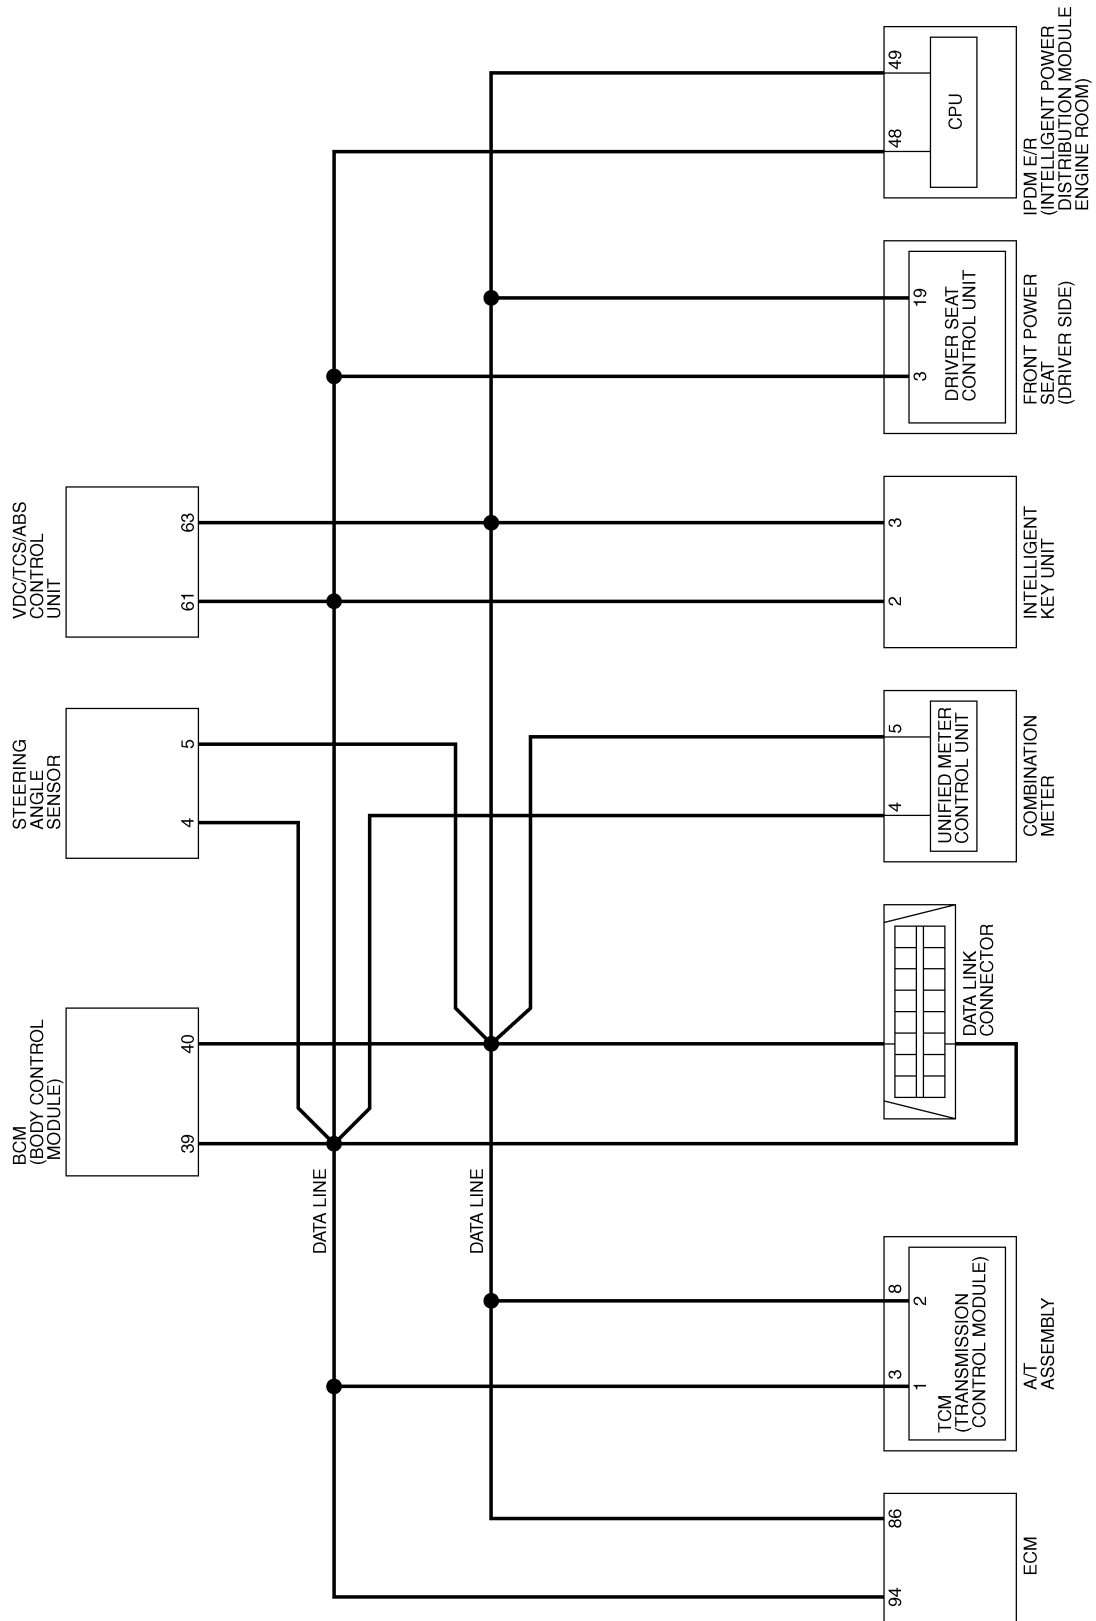 VDC/TCS/ABS
CONTROL
UNIT
61
63
STEERING
ANGLE
SENSOR
4
5
BCM
(BODY CONTROL
MODULE)
39
40
DATA LINE
DATA LINE
ECM
94
86
A/T
ASSEMBLY
3
8
1
2
TCM
(TRANSMISSION
CONTROL MODULE)
DATA LINK
CONNECTOR
COMBINATION
METER
4
5
UNIFIED METER
CONTROL UNIT
INTELLIGENT
KEY UNIT
2
3
FRONT POWER
SEAT
(DRIVER SIDE)
3
19
DRIVER SEAT
CONTROL UNIT
IPDM E/R
(INTELLIGENT POWER
DISTRIBUTION MODULE
ENGINE ROOM)
48
49
CPU